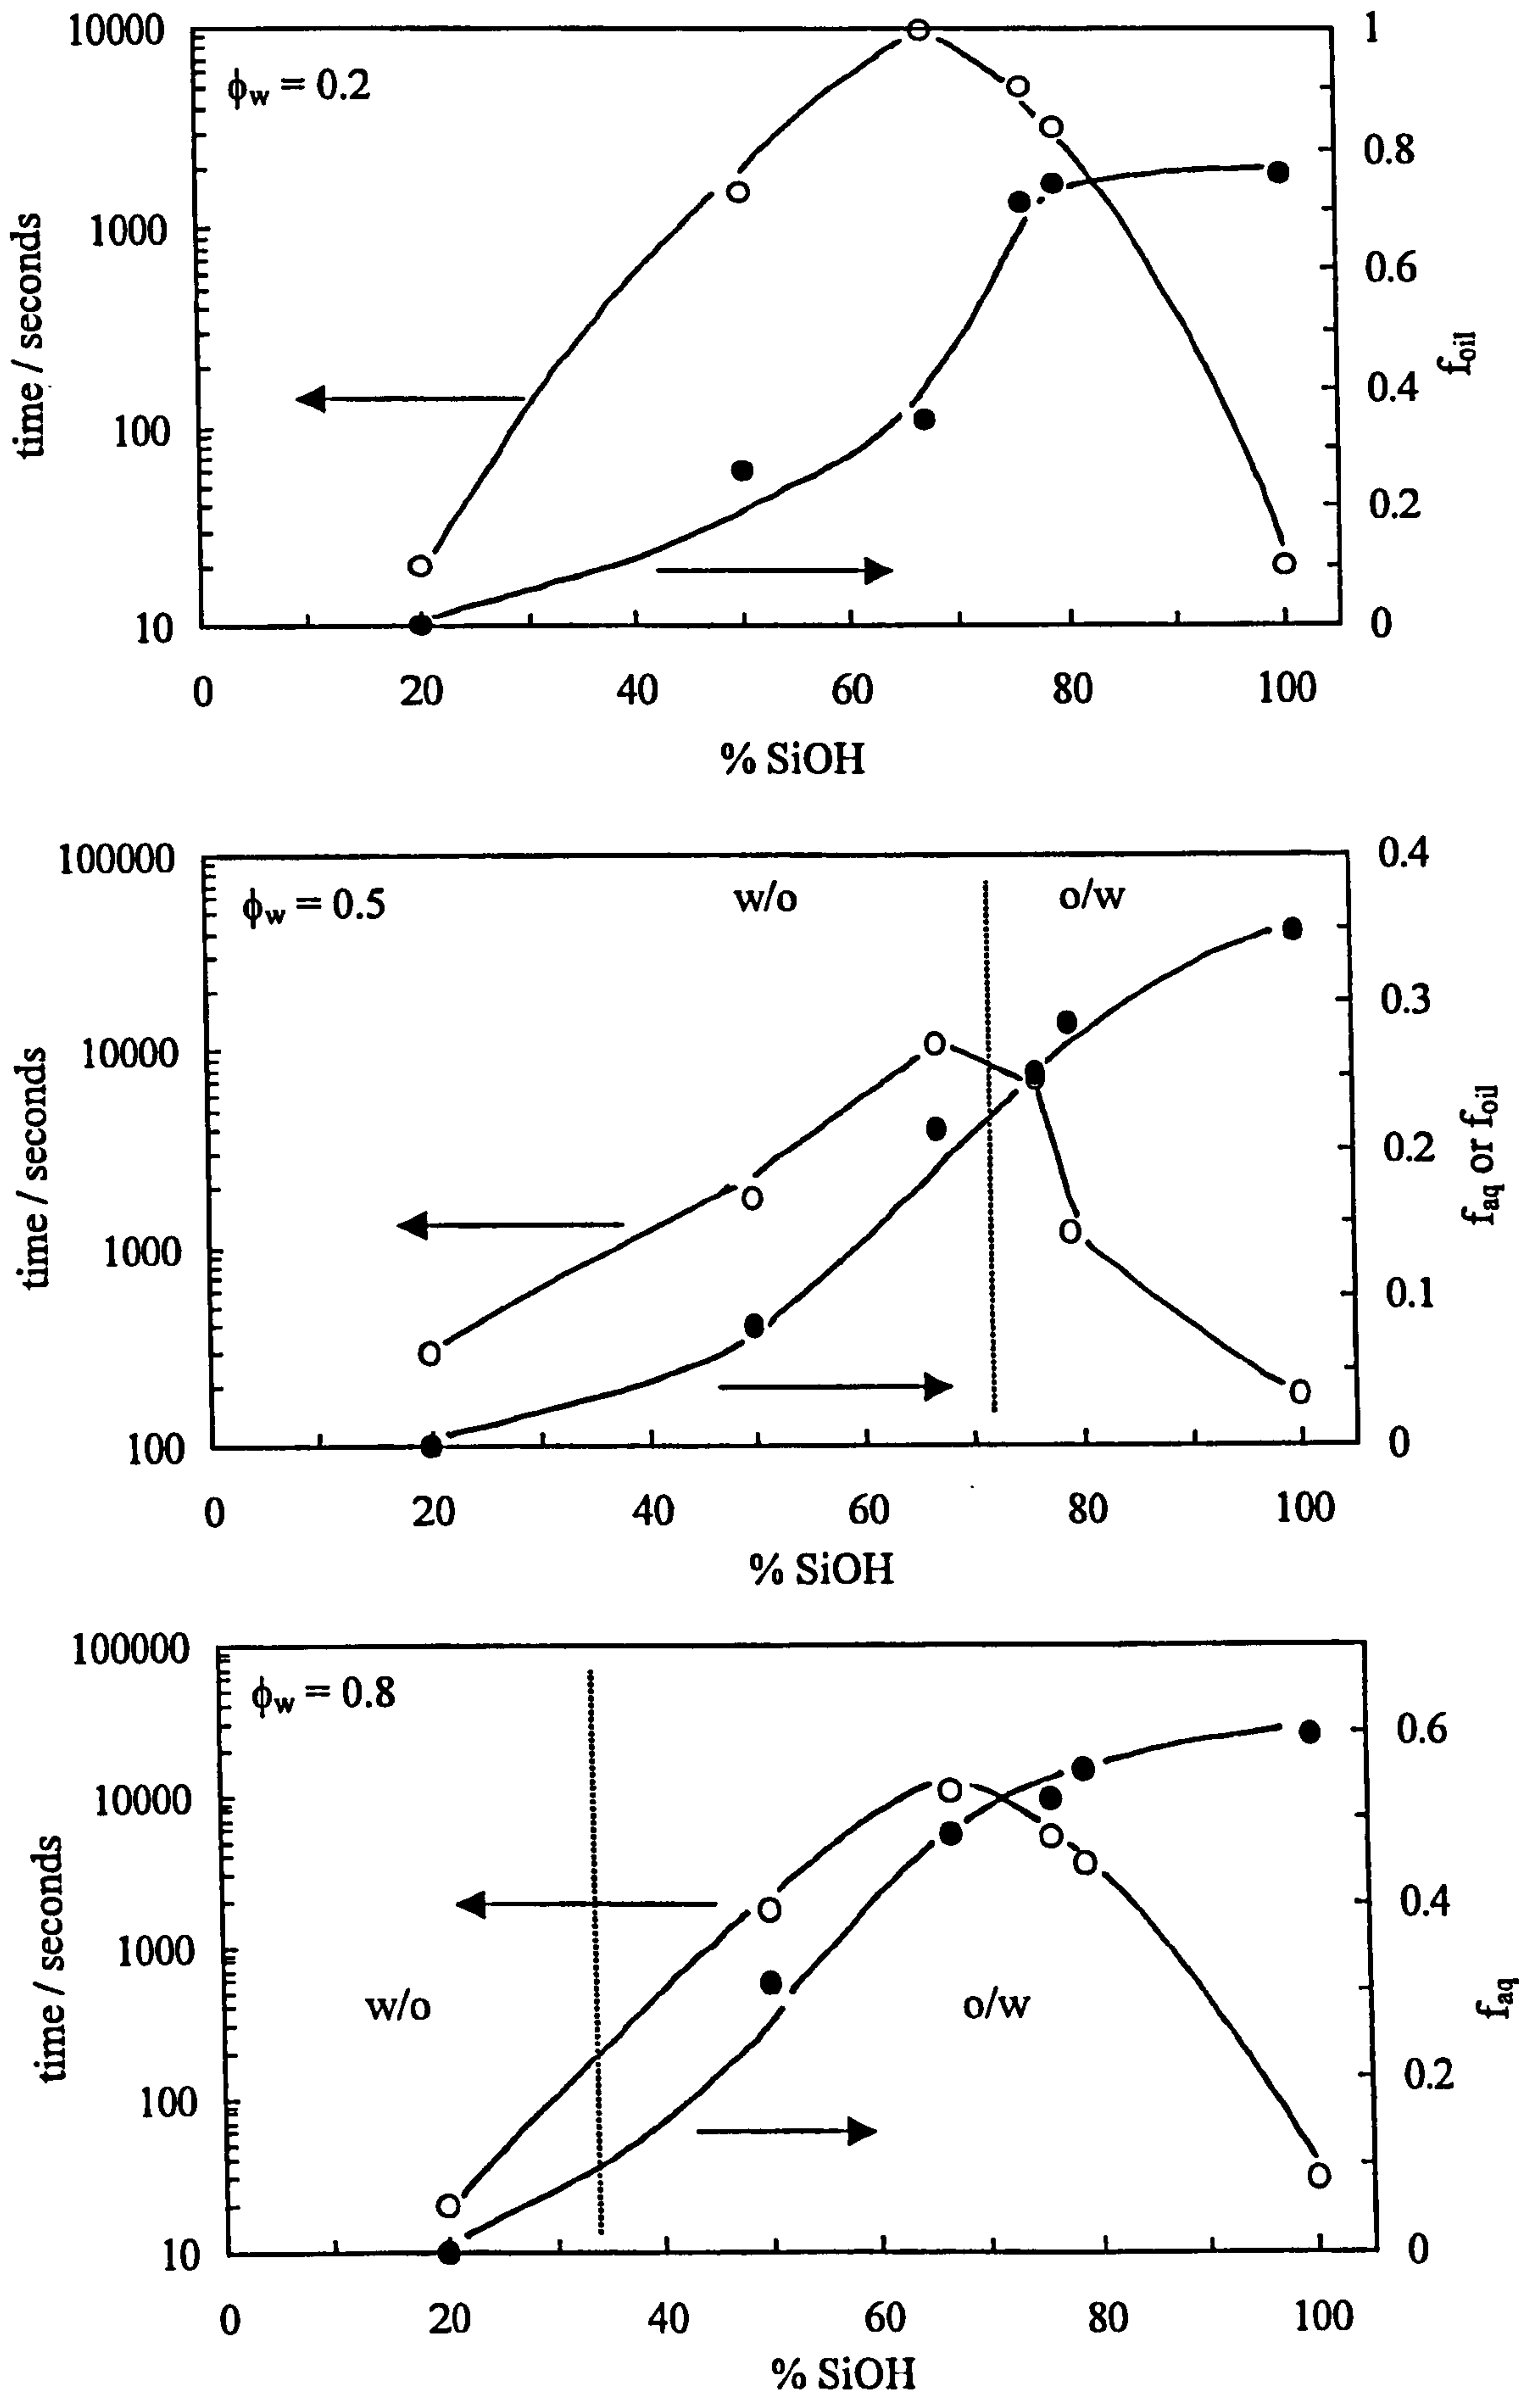 10000
1
ϕw = 0.2
0.8
1000
0.6
time / seconds
foil
0.4
100
0.2
10
0
0 20 40 60 80 100
% SiOH
100000
0.4
ϕw = 0.5
w/o
o/w
0.3
10000
time / seconds
faq or foil
0.2
1000
0.1
100
0
0 20 40 60 80 100
% SiOH
100000
ϕw = 0.8
0.6
10000
time / seconds
0.4
1000
w/o
o/w
faq
0.2
100
10
0
0 20 40 60 80 100
% SiOH